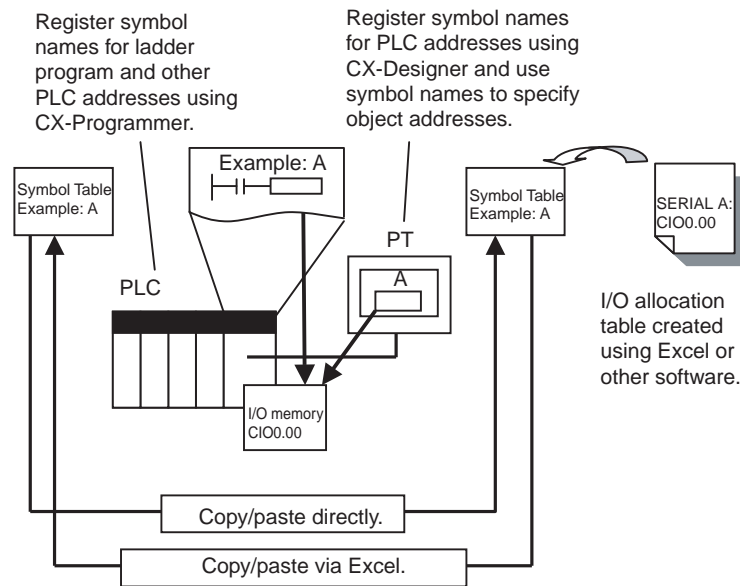 Register symbol
names for ladder
program and other
PLC addresses using
CX-Programmer.
Register symbol names
for PLC addresses using
CX-Designer and use
symbol names to specify
object addresses.
Example: A
Symbol Table
Example: A
Symbol Table
Example: A
SERIAL A:
CIO0.00
PT
A
PLC
I/O allocation
table created
using Excel or
other software.
I/O memory
CIO0.00
Copy/paste directly.
Copy/paste via Excel.